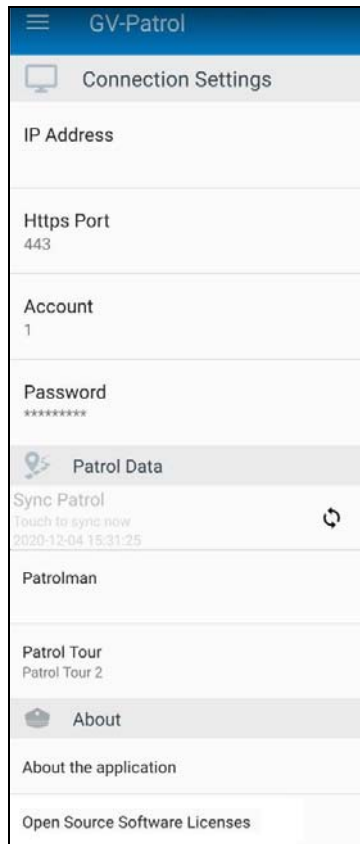 GV-Patrol
Connection Settings
IP Address
Https Port
443
Account
1
Password
*********
Patrol Data
Sync Patrol
Touch to sync now
2020-12-04 15:31:25
Patrolman
Patrol Tour
Patrol Tour 2
About
About the application
Open Source Software Licenses